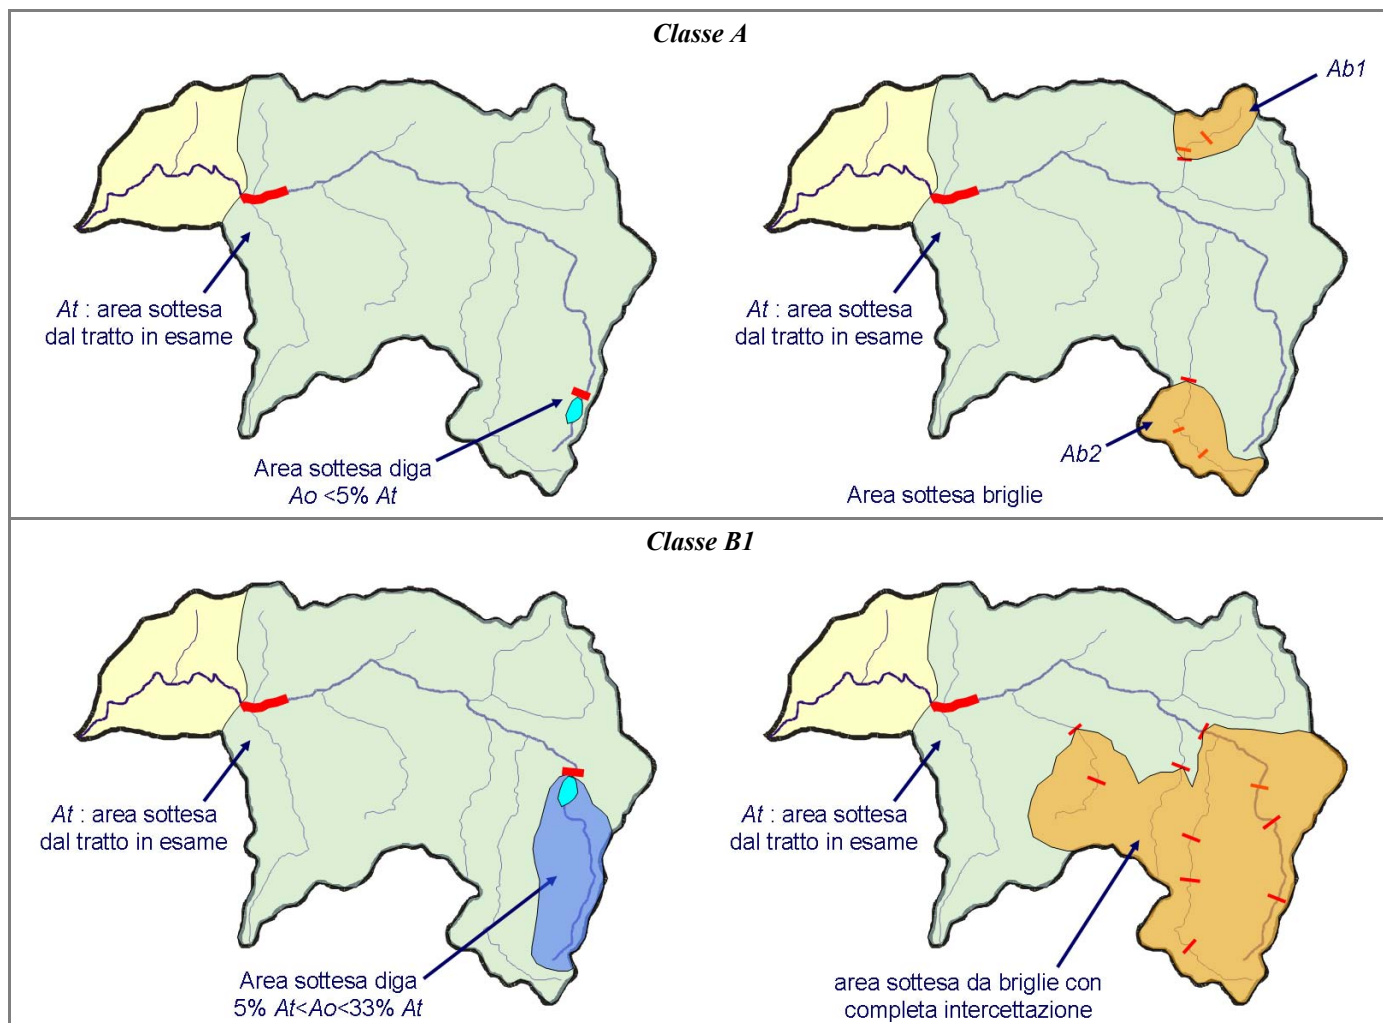 Classe A
Ab1
At : area sottesa
dal tratto in esame
Area sottesa diga
Ao <5% At
At : area sottesa
dal tratto in esame
Ab2
Area sottesa briglie
Classe B1
At : area sottesa
dal tratto in esame
Area sottesa diga
5% At<Ao<33% At
At : area sottesa
dal tratto in esame
area sottesa da briglie con
completa intercettazione